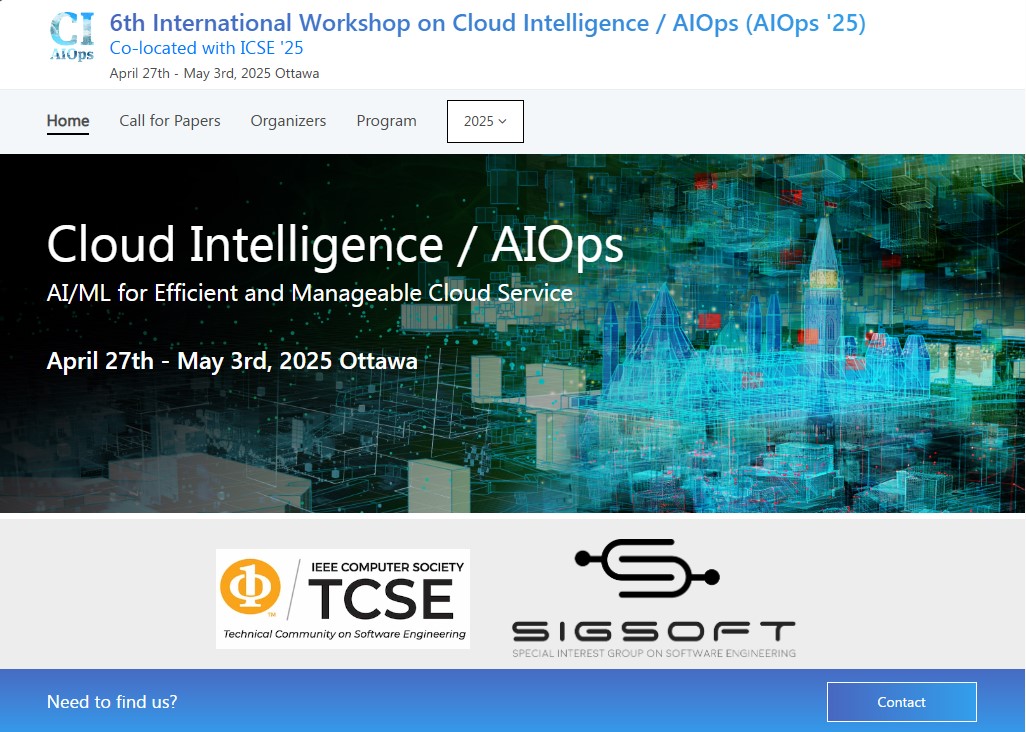 CI
AIOps
6th International Workshop on Cloud Intelligence / AIOps (AIOps '25)
Co-located with ICSE '25
April 27th - May 3rd, 2025 Ottawa
Home
Call for Papers
Organizers
Program
2025
Cloud Intelligence / AIOps
AI/ML for Efficient and Manageable Cloud Service
April 27th - May 3rd, 2025 Ottawa
IEEE COMPUTER SOCIETY
TCSE
TM
Technical Community on Software Engineering
SIGSOFT
SPECIAL INTEREST GROUP ON SOFTWARE ENGINEERING
Need to find us?
Contact